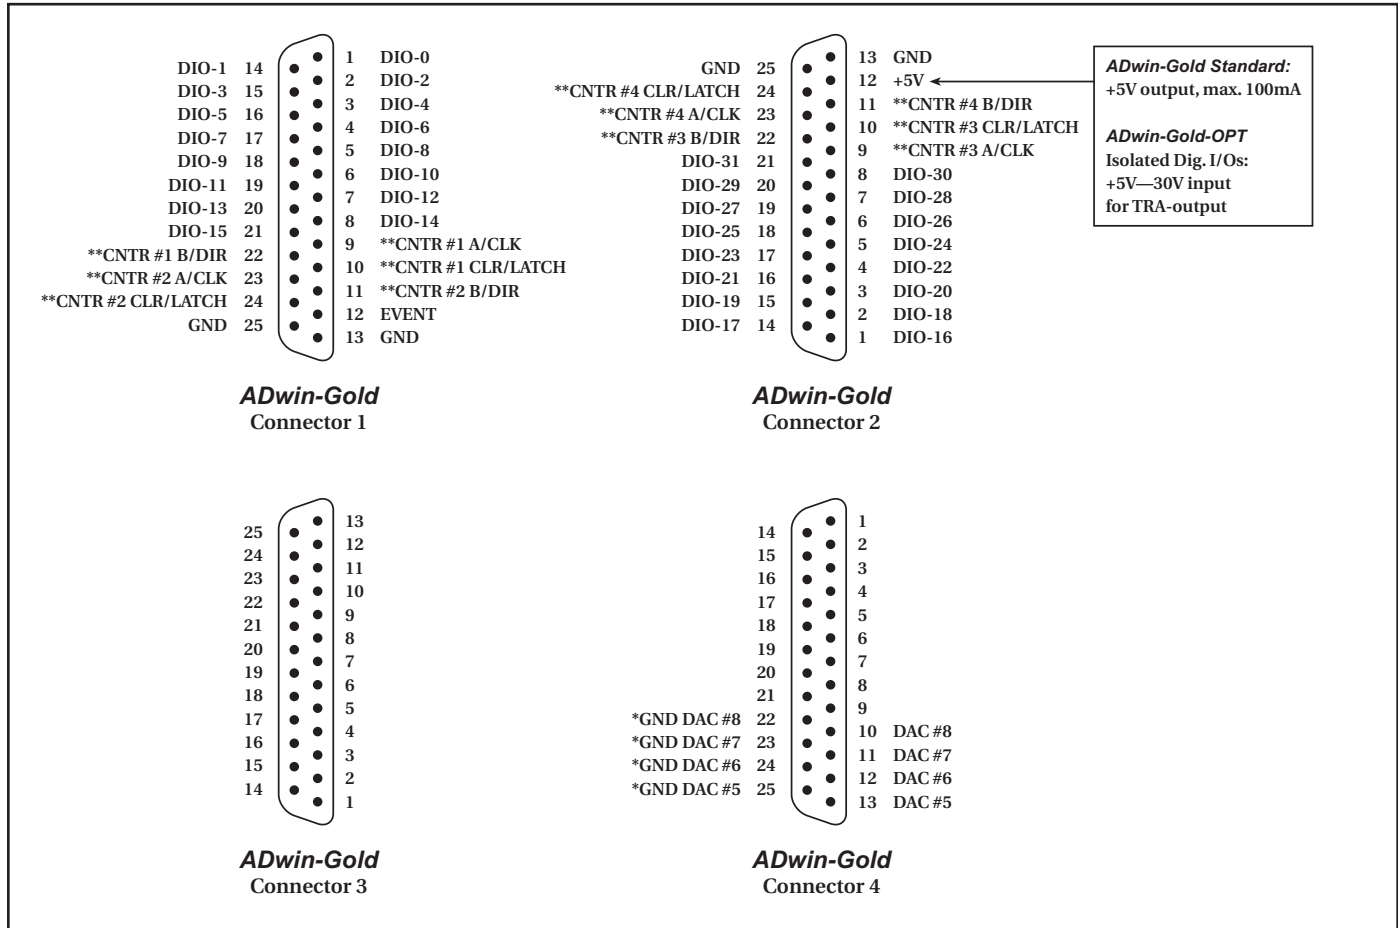 DIO-1 14
DIO-3 15
DIO-5 16
DIO-7 17
DIO-9 18
DIO-11 19
DIO-13 20
DIO-15 21
**CNTR #1 B/DIR 22
**CNTR #2 A/CLK 23
**CNTR #2 CLR/LATCH 24
GND 25
1 DIO-0
2 DIO-2
3 DIO-4
4 DIO-6
5 DIO-8
6 DIO-10
7 DIO-12
8 DIO-14
9 **CNTR #1 A/CLK
10 **CNTR #1 CLR/LATCH
11 **CNTR #2 B/DIR
12 EVENT
13 GND
ADwin-Gold
Connector 1
GND 25
**CNTR #4 CLR/LATCH 24
**CNTR #4 A/CLK 23
**CNTR #3 B/DIR 22
DIO-31 21
DIO-29 20
DIO-27 19
DIO-25 18
DIO-23 17
DIO-21 16
DIO-19 15
DIO-17 14
13 GND
12 +5V
11 **CNTR #4 B/DIR
10 **CNTR #3 CLR/LATCH
9 **CNTR #3 A/CLK
8 DIO-30
7 DIO-28
6 DIO-26
5 DIO-24
4 DIO-22
3 DIO-20
2 DIO-18
1 DIO-16
ADwin-Gold
Connector 2
ADwin-Gold Standard:
+5V output, max. 100mA
ADwin-Gold-OPT
Isolated Dig. I/Os:
+5V—30V input
for TRA-output
25
24
23
22
21
20
19
18
17
16
15
14
13
12
11
10
9
8
7
6
5
4
3
2
1
ADwin-Gold
Connector 3
14
15
16
17
18
19
20
21
*GND DAC #8 22
*GND DAC #7 23
*GND DAC #6 24
*GND DAC #5 25
1
2
3
4
5
6
7
8
9
10 DAC #8
11 DAC #7
12 DAC #6
13 DAC #5
ADwin-Gold
Connector 4